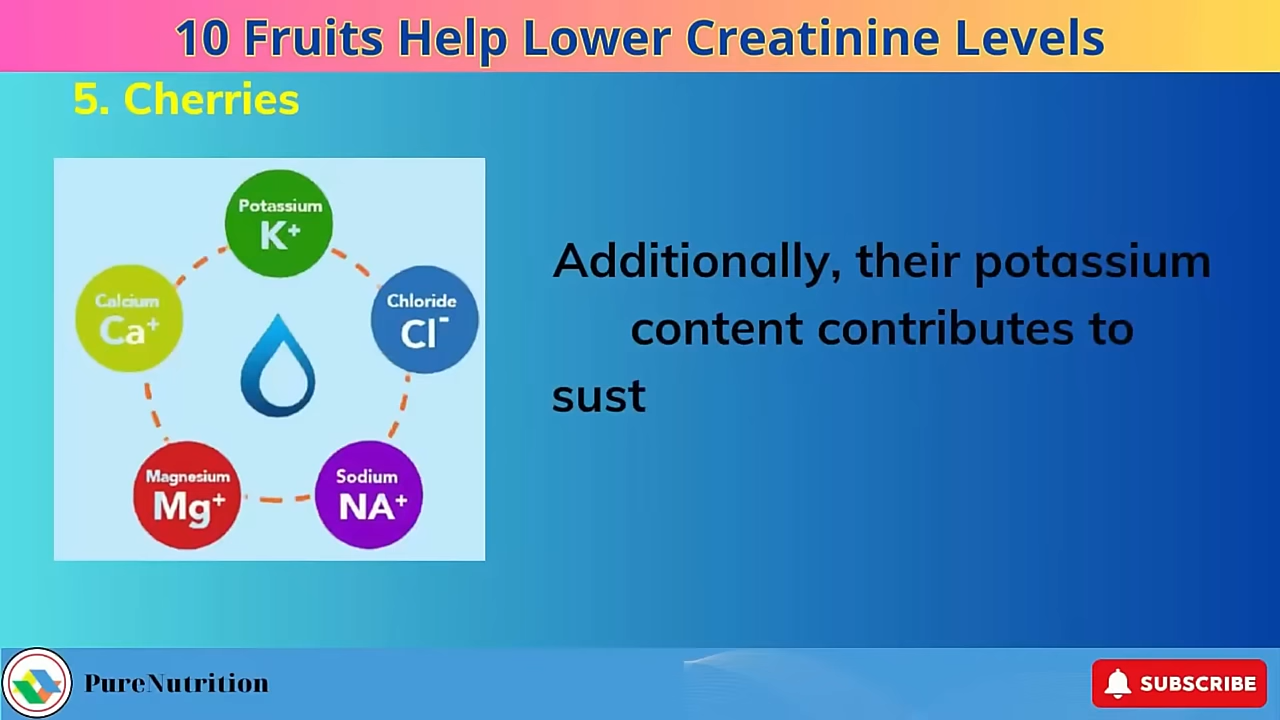 10 Fruits Help Lower Creatinine Levels
5. Cherries
Potassium
K+
Calcium
Ca+
Chloride
Cl-
Magnesium
Mg+
Sodium
NA+
Additionally, their potassium
content contributes to
sust
PureNutrition
SUBSCRIBE